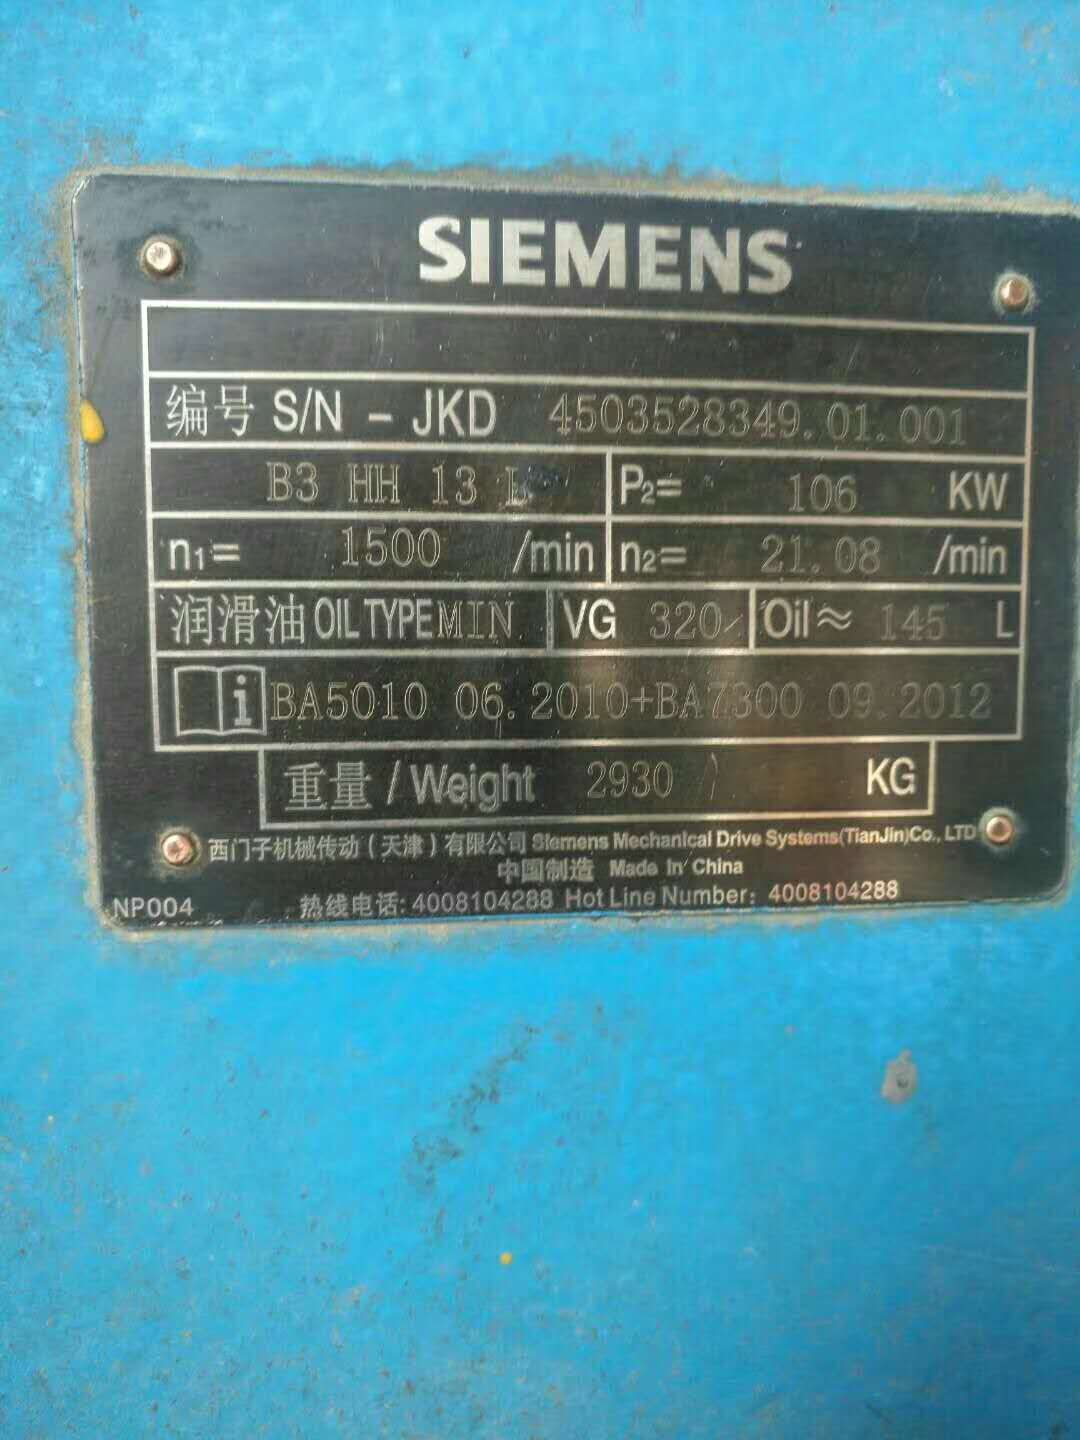 SIEMENS
编号 S/N - JKD 4503528349.01.001
B3 HH 13 L P2= 106 KW
n1= 1500 /min n2= 21.08 /min
润滑油 OIL TYPE MIN VG 320 Oil≈ 145 L
i BA5010 06.2010+BA7300 09.2012
重量 / Weight 2930 KG
西门子机械传动(天津)有限公司 Siemens Mechanical Drive Systems(TianJin)Co., LTD
中国制造 Made In China
NP004 热线电话: 4008104288 Hot Line Number: 4008104288